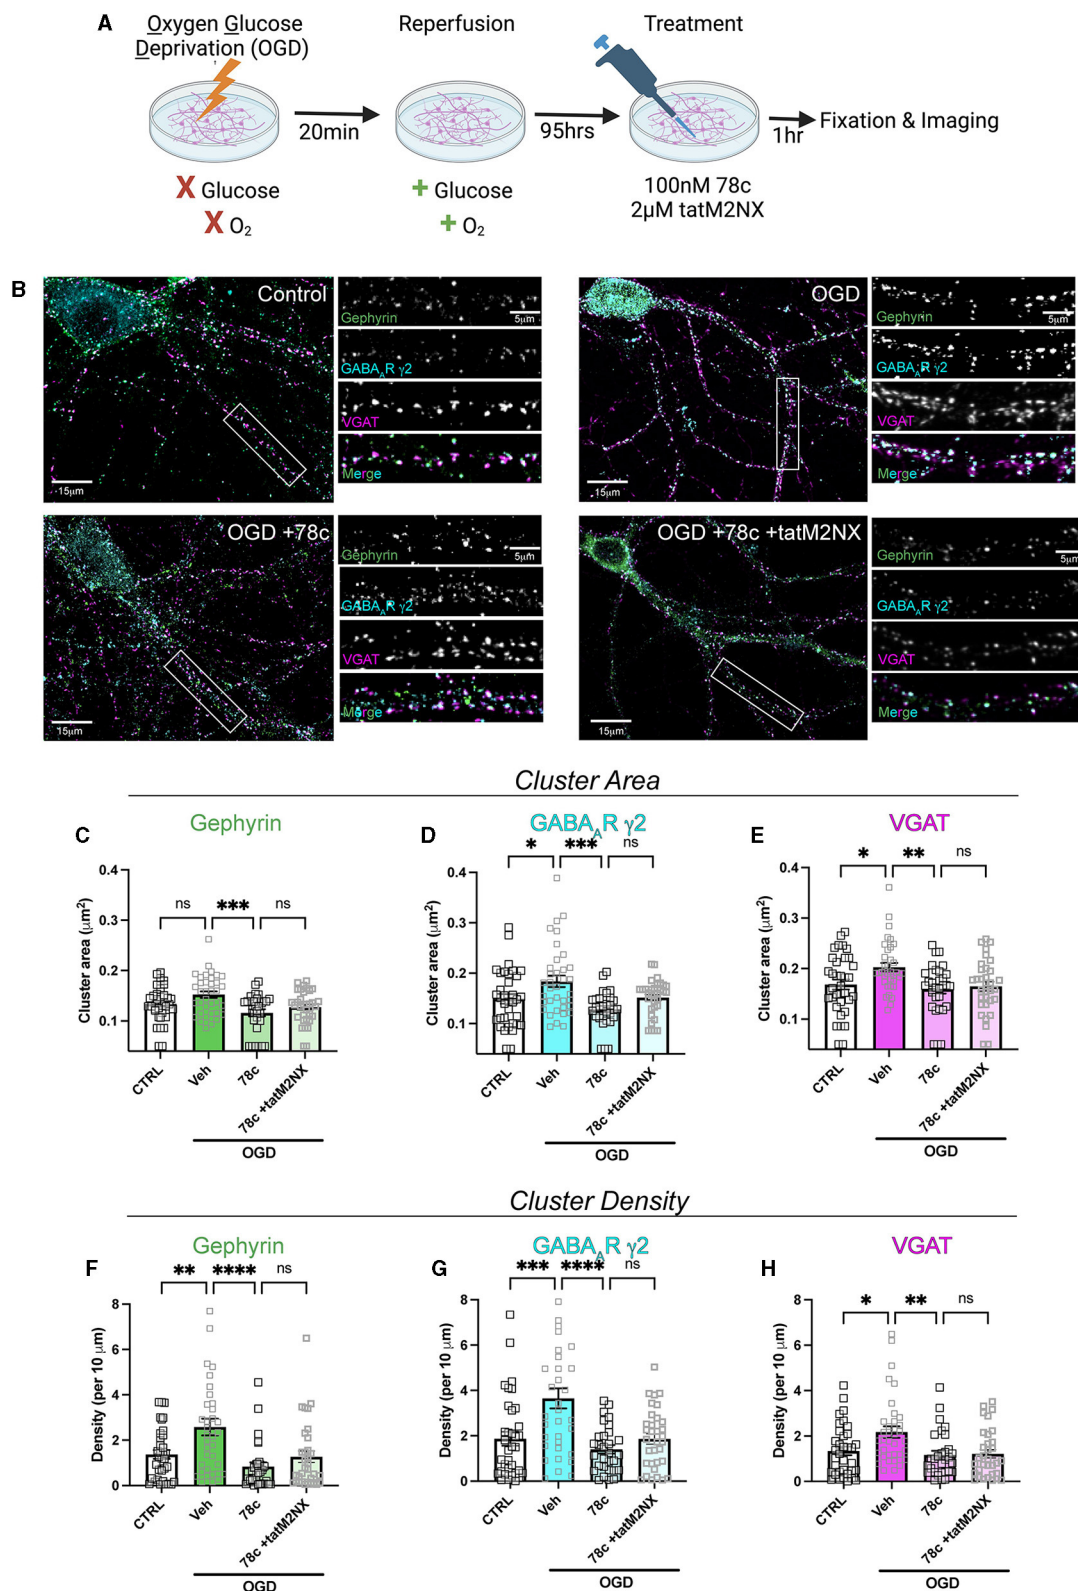 A
Oxygen Glucose
Deprivation (OGD)
Reperfusion
Treatment
20min
95hrs
1hr
Fixation & Imaging
X Glucose
X O2
+ Glucose
+ O2
100nM 78c
2μM tatM2NX
B
Control
15μm
Gephyrin
5μm
GABAAR γ2
VGAT
Merge
OGD
15μm
Gephyrin
5μm
GABAAR γ2
VGAT
Merge
OGD +78c
15μm
Gephyrin
5μm
GABAAR γ2
VGAT
Merge
OGD +78c +tatM2NX
15μm
Gephyrin
5μm
GABAAR γ2
VGAT
Merge
Cluster Area
C
Gephyrin
ns
***
ns
Cluster area (μm²)
0.4
0.3
0.2
0.1
CTRL
Veh
78c
78c +tatM2NX
OGD
D
GABAAR γ2
*
***
ns
Cluster area (μm²)
0.4
0.3
0.2
0.1
CTRL
Veh
78c
78c +tatM2NX
OGD
E
VGAT
*
**
ns
Cluster area (μm²)
0.4
0.3
0.2
0.1
CTRL
Veh
78c
78c +tatM2NX
OGD
Cluster Density
F
Gephyrin
**
****
ns
Density (per 10 μm)
8
6
4
2
0
CTRL
Veh
78c
78c +tatM2NX
OGD
G
GABAAR γ2
***
****
ns
Density (per 10 μm)
8
6
4
2
0
CTRL
Veh
78c
78c +tatM2NX
OGD
H
VGAT
*
**
ns
Density (per 10 μm)
8
6
4
2
0
CTRL
Veh
78c
78c +tatM2NX
OGD